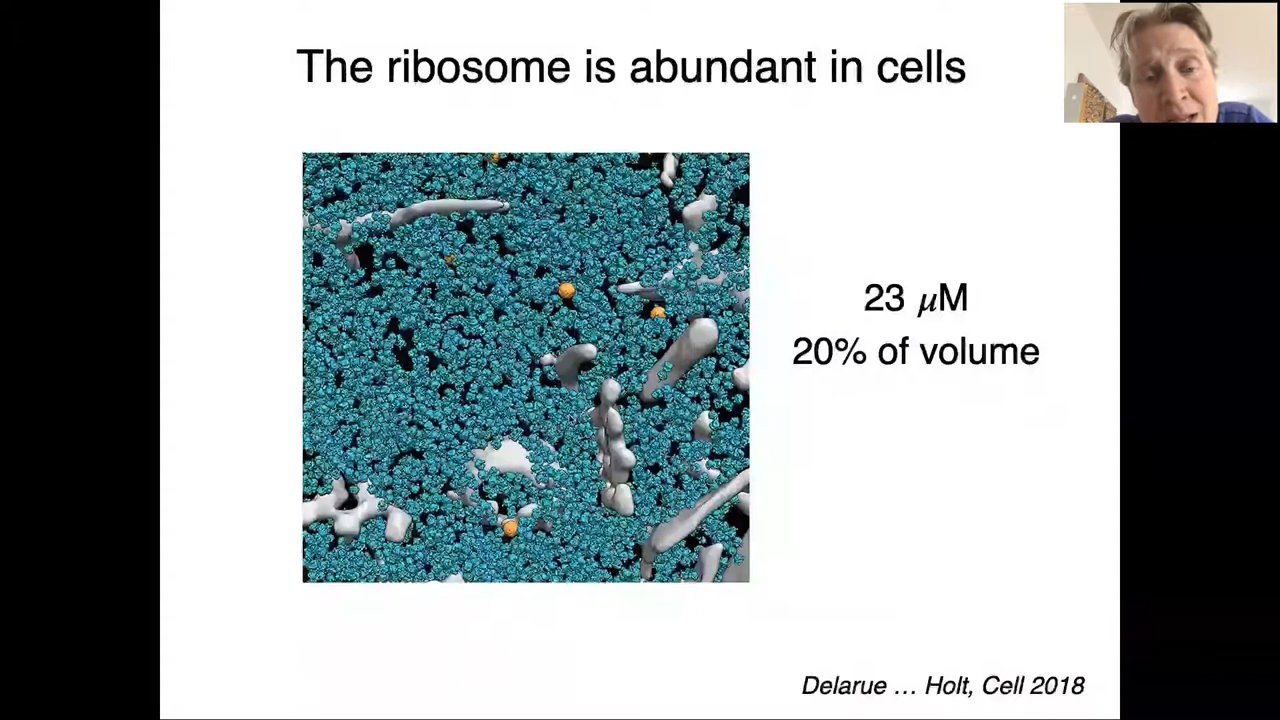 The ribosome is abundant in cells
23 μM
20% of volume
Delarue … Holt, Cell 2018